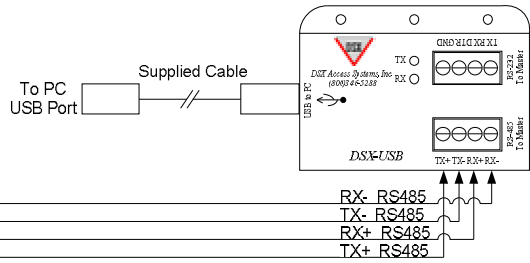 To PC
USB Port
Supplied Cable
USB to PC
DSX
DSX Access Systems, Inc
(800)346-5288
TX
RX
GND DTR RX TX
RS-232
To Master
RS-485
To Master
DSX-USB
TX+ TX- RX+ RX-
RX- RS485
TX- RS485
RX+ RS485
TX+ RS485